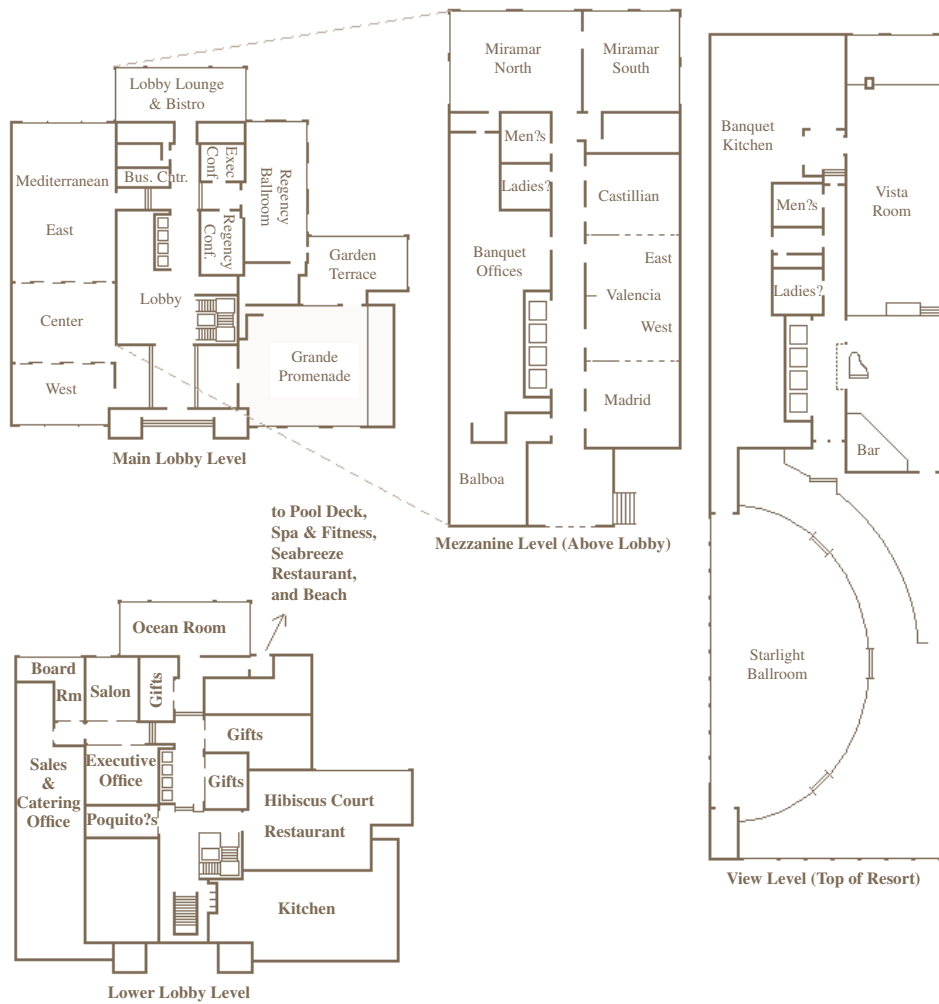 Lobby Lounge
& Bistro
Mediterranean
East
Center
West
Bus. Cntr.
Exec
Conf.
Regency
Conf.
Regency
Ballroom
Garden
Terrace
Lobby
Grande
Promenade
Main Lobby Level
Miramar
North
Miramar
South
Men?s
Ladies?
Castillian
Banquet
Offices
East
Valencia
West
Madrid
Balboa
Mezzanine Level (Above Lobby)
Banquet
Kitchen
Men?s
Vista
Room
Ladies?
Bar
Starlight
Ballroom
View Level (Top of Resort)
to Pool Deck,
Spa & Fitness,
Seabreeze
Restaurant,
and Beach
Ocean Room
Board
Rm
Salon
Gifts
Gifts
Sales
&
Catering
Office
Executive
Office
Gifts
Poquito?s
Hibiscus Court
Restaurant
Kitchen
Lower Lobby Level